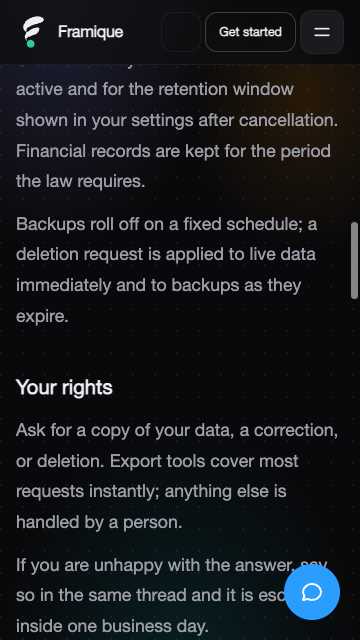 Framique
Get started
active and for the retention window
shown in your settings after cancellation.
Financial records are kept for the period
the law requires.
Backups roll off on a fixed schedule; a
deletion request is applied to live data
immediately and to backups as they
expire.
Your rights
Ask for a copy of your data, a correction,
or deletion. Export tools cover most
requests instantly; anything else is
handled by a person.
If you are unhappy with the answer, say
so in the same thread and it is
inside one business day.